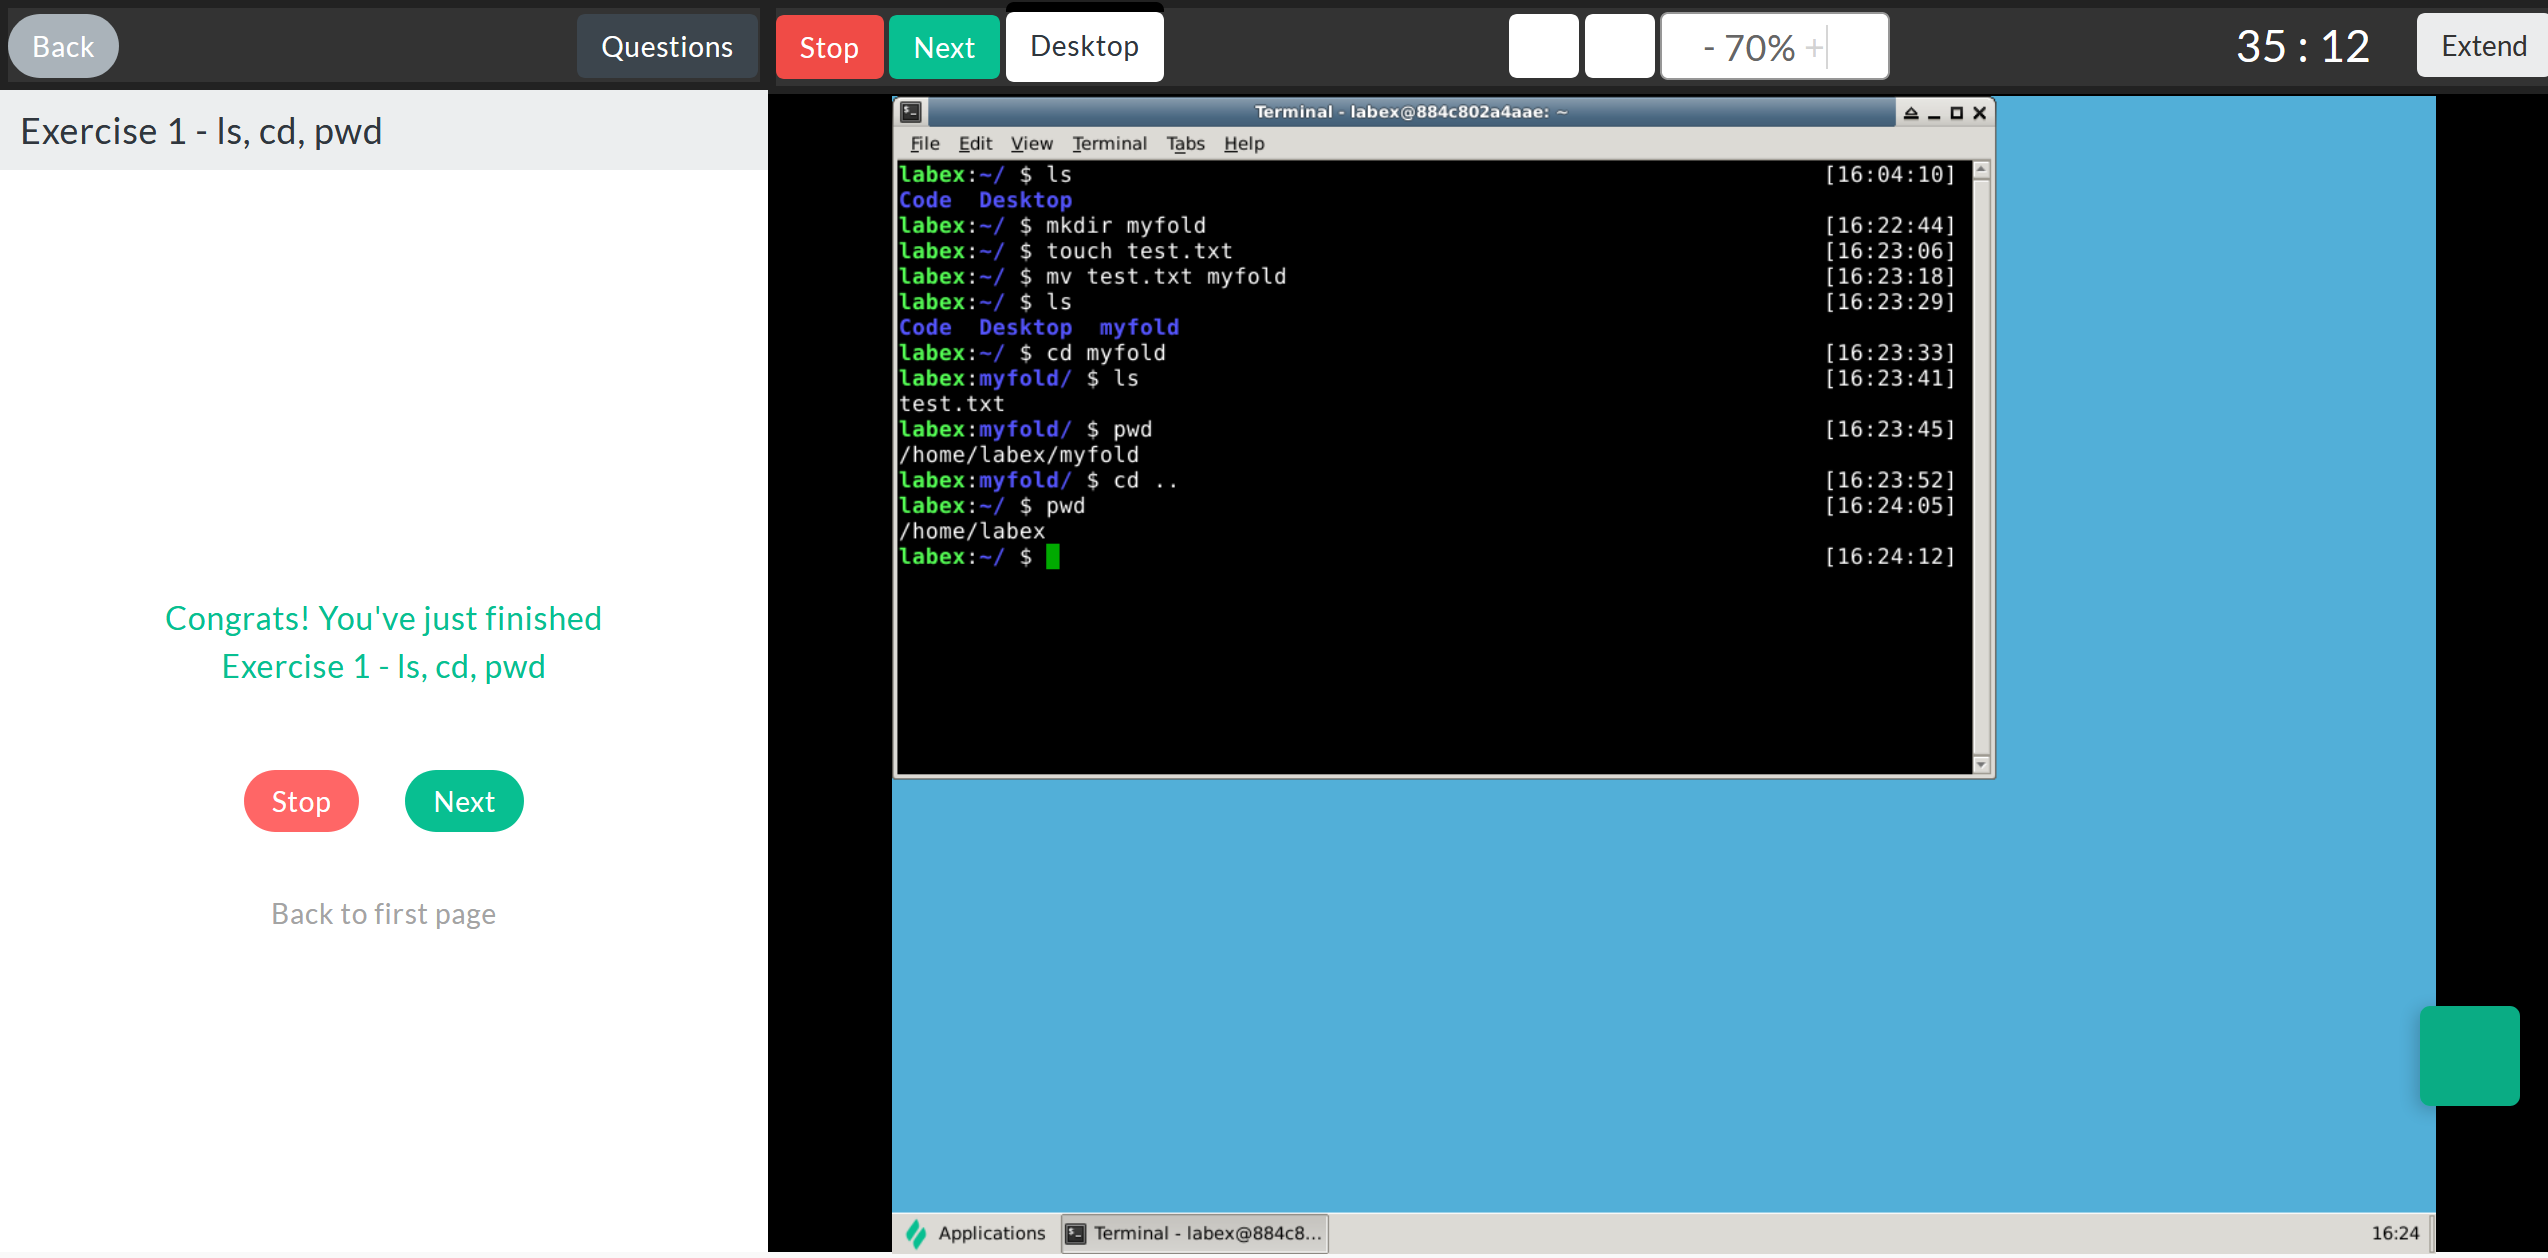 Back
Questions
Stop
Next
Desktop
- 70% +
35 : 12
Extend
Exercise 1 - ls, cd, pwd
Congrats! You've just finished
Exercise 1 - ls, cd, pwd
Stop
Next
Back to first page
Terminal - labex@884c802a4aae: ~
File Edit View Terminal Tabs Help
labex:~/ $ ls [16:04:10]
Code Desktop
labex:~/ $ mkdir myfold [16:22:44]
labex:~/ $ touch test.txt [16:23:06]
labex:~/ $ mv test.txt myfold [16:23:18]
labex:~/ $ ls [16:23:29]
Code Desktop myfold
labex:~/ $ cd myfold [16:23:33]
labex:myfold/ $ ls [16:23:41]
test.txt
labex:myfold/ $ pwd [16:23:45]
/home/labex/myfold
labex:myfold/ $ cd .. [16:23:52]
labex:~/ $ pwd [16:24:05]
/home/labex
labex:~/ $ [16:24:12]
Applications
Terminal - labex@884c8...
16:24